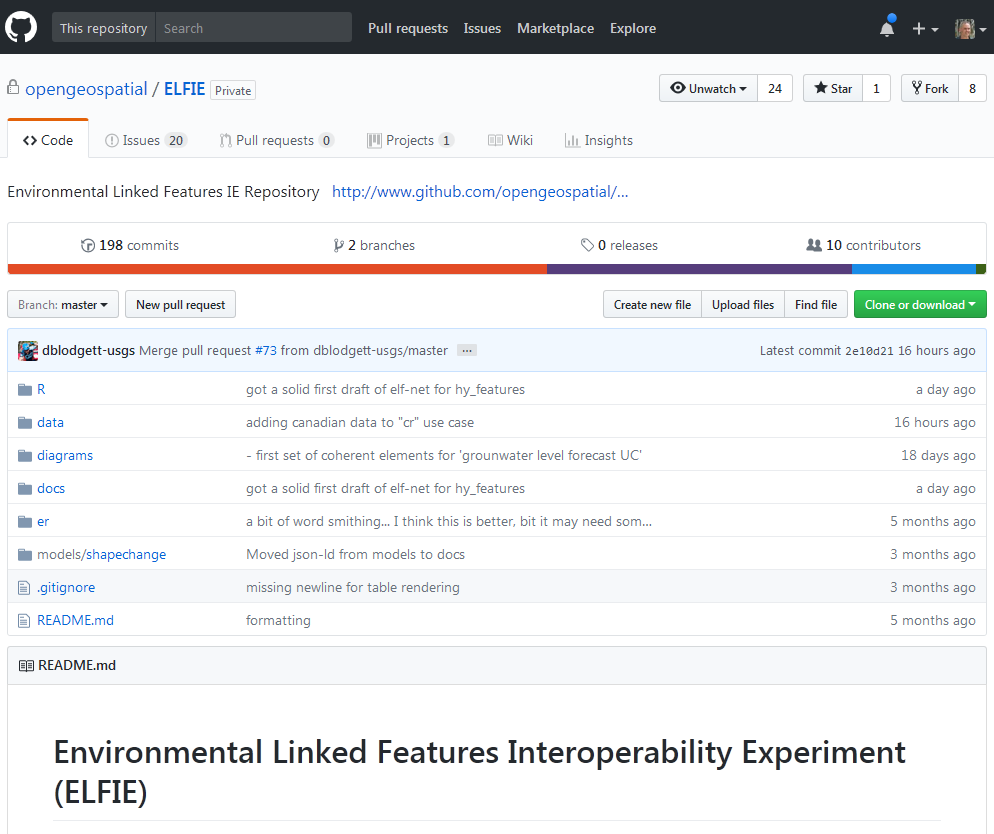 This repository Search Pull requests Issues Marketplace Explore
opengeospatial / ELFIE Private Unwatch 24 Star 1 Fork 8
Code Issues 20 Pull requests 0 Projects 1 Wiki Insights
Environmental Linked Features IE Repository http://www.github.com/opengeospatial/...
198 commits 2 branches 0 releases 10 contributors
Branch: master New pull request Create new file Upload files Find file Clone or download
dblodgett-usgs Merge pull request #73 from dblodgett-usgs/master ... Latest commit 2e10d21 16 hours ago
R got a solid first draft of elf-net for hy_features a day ago
data adding canadian data to "cr" use case 16 hours ago
diagrams - first set of coherent elements for 'grounwater level forecast UC' 18 days ago
docs got a solid first draft of elf-net for hy_features a day ago
er a bit of word smithing... I think this is better, bit it may need som... 5 months ago
models/shapechange Moved json-ld from models to docs 3 months ago
.gitignore missing newline for table rendering 3 months ago
README.md formatting 5 months ago
README.md
Environmental Linked Features Interoperability Experiment
(ELFIE)